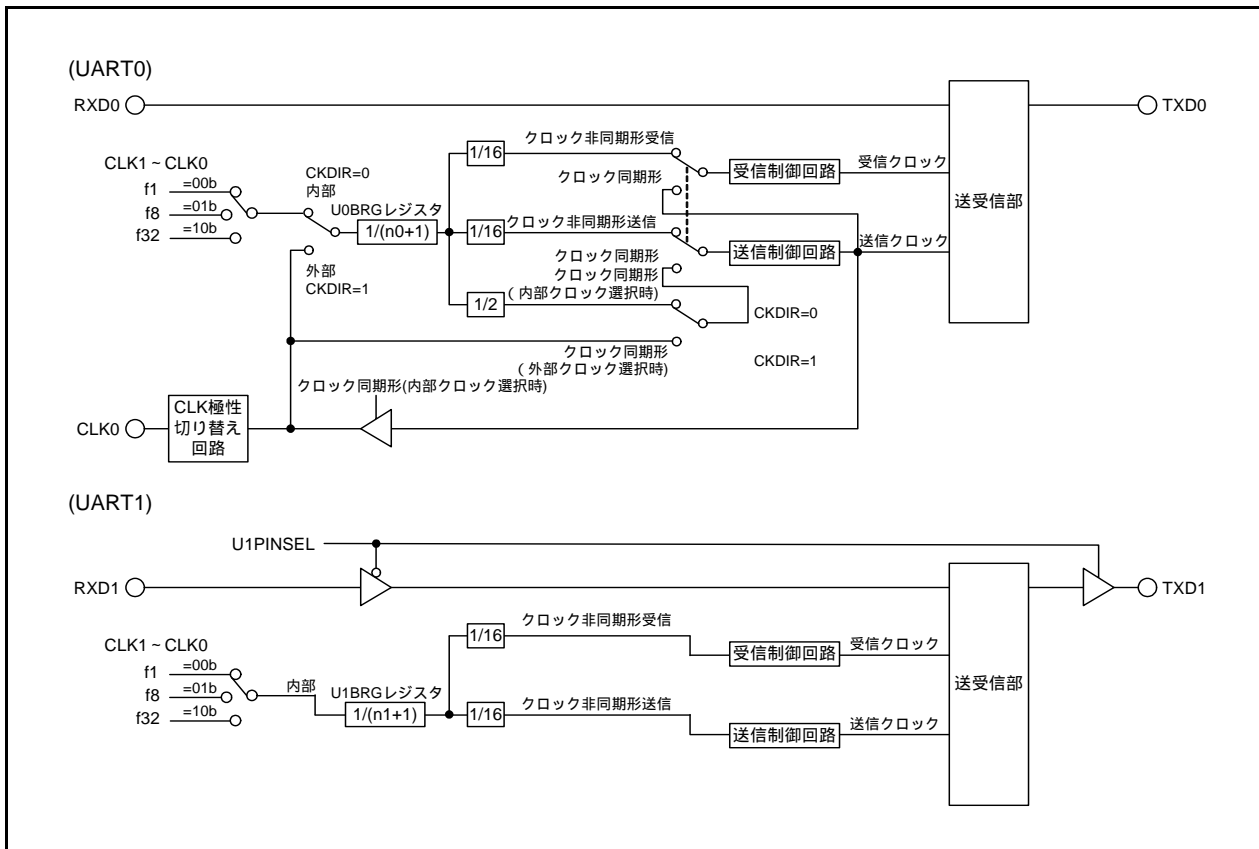 (UART0)
RXD0
TXD0
CLK1 ~ CLK0
f1
=00b
f8
=01b
f32
=10b
CKDIR=0
内部
U0BRGレジスタ
1/(n0+1)
外部
CKDIR=1
1/16
クロック非同期形受信
クロック同期形
受信制御回路
受信クロック
1/16
クロック非同期形送信
クロック同期形
送信制御回路
送信クロック
送受信部
1/2
クロック同期形
(内部クロック選択時)
CKDIR=0
クロック同期形
(外部クロック選択時)
CKDIR=1
クロック同期形(内部クロック選択時)
CLK0
CLK極性
切り替え
回路
(UART1)
U1PINSEL
RXD1
TXD1
CLK1 ~ CLK0
f1
=00b
f8
=01b
f32
=10b
内部
U1BRGレジスタ
1/(n1+1)
1/16
クロック非同期形受信
受信制御回路
受信クロック
1/16
クロック非同期形送信
送信制御回路
送信クロック
送受信部